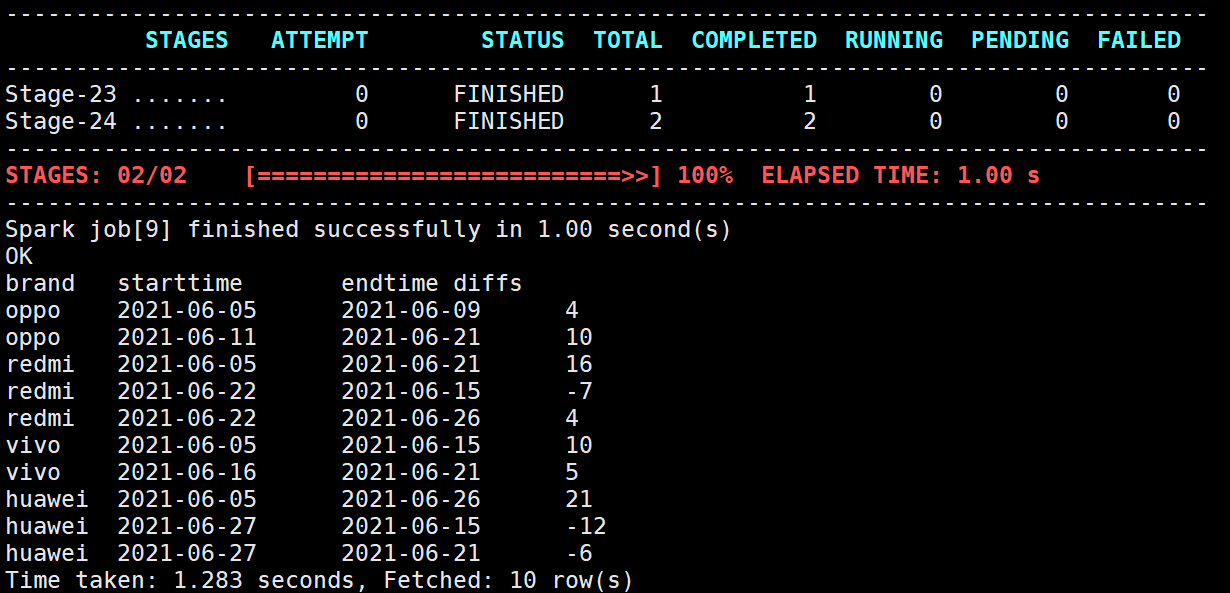 --------------------------------------------------------------------------------------
          STAGES   ATTEMPT        STATUS  TOTAL  COMPLETED  RUNNING  PENDING  FAILED
--------------------------------------------------------------------------------------
Stage-23 .......         0      FINISHED      1          1        0        0       0
Stage-24 .......         0      FINISHED      2          2        0        0       0
--------------------------------------------------------------------------------------
STAGES: 02/02    [==========================>>] 100%  ELAPSED TIME: 1.00 s
--------------------------------------------------------------------------------------
Spark job[9] finished successfully in 1.00 second(s)
OK
brand   starttime       endtime diffs
oppo    2021-06-05      2021-06-09      4
oppo    2021-06-11      2021-06-21      10
redmi   2021-06-05      2021-06-21      16
redmi   2021-06-22      2021-06-15      -7
redmi   2021-06-22      2021-06-26      4
vivo    2021-06-05      2021-06-15      10
vivo    2021-06-16      2021-06-21      5
huawei  2021-06-05      2021-06-26      21
huawei  2021-06-27      2021-06-15      -12
huawei  2021-06-27      2021-06-21      -6
Time taken: 1.283 seconds, Fetched: 10 row(s)